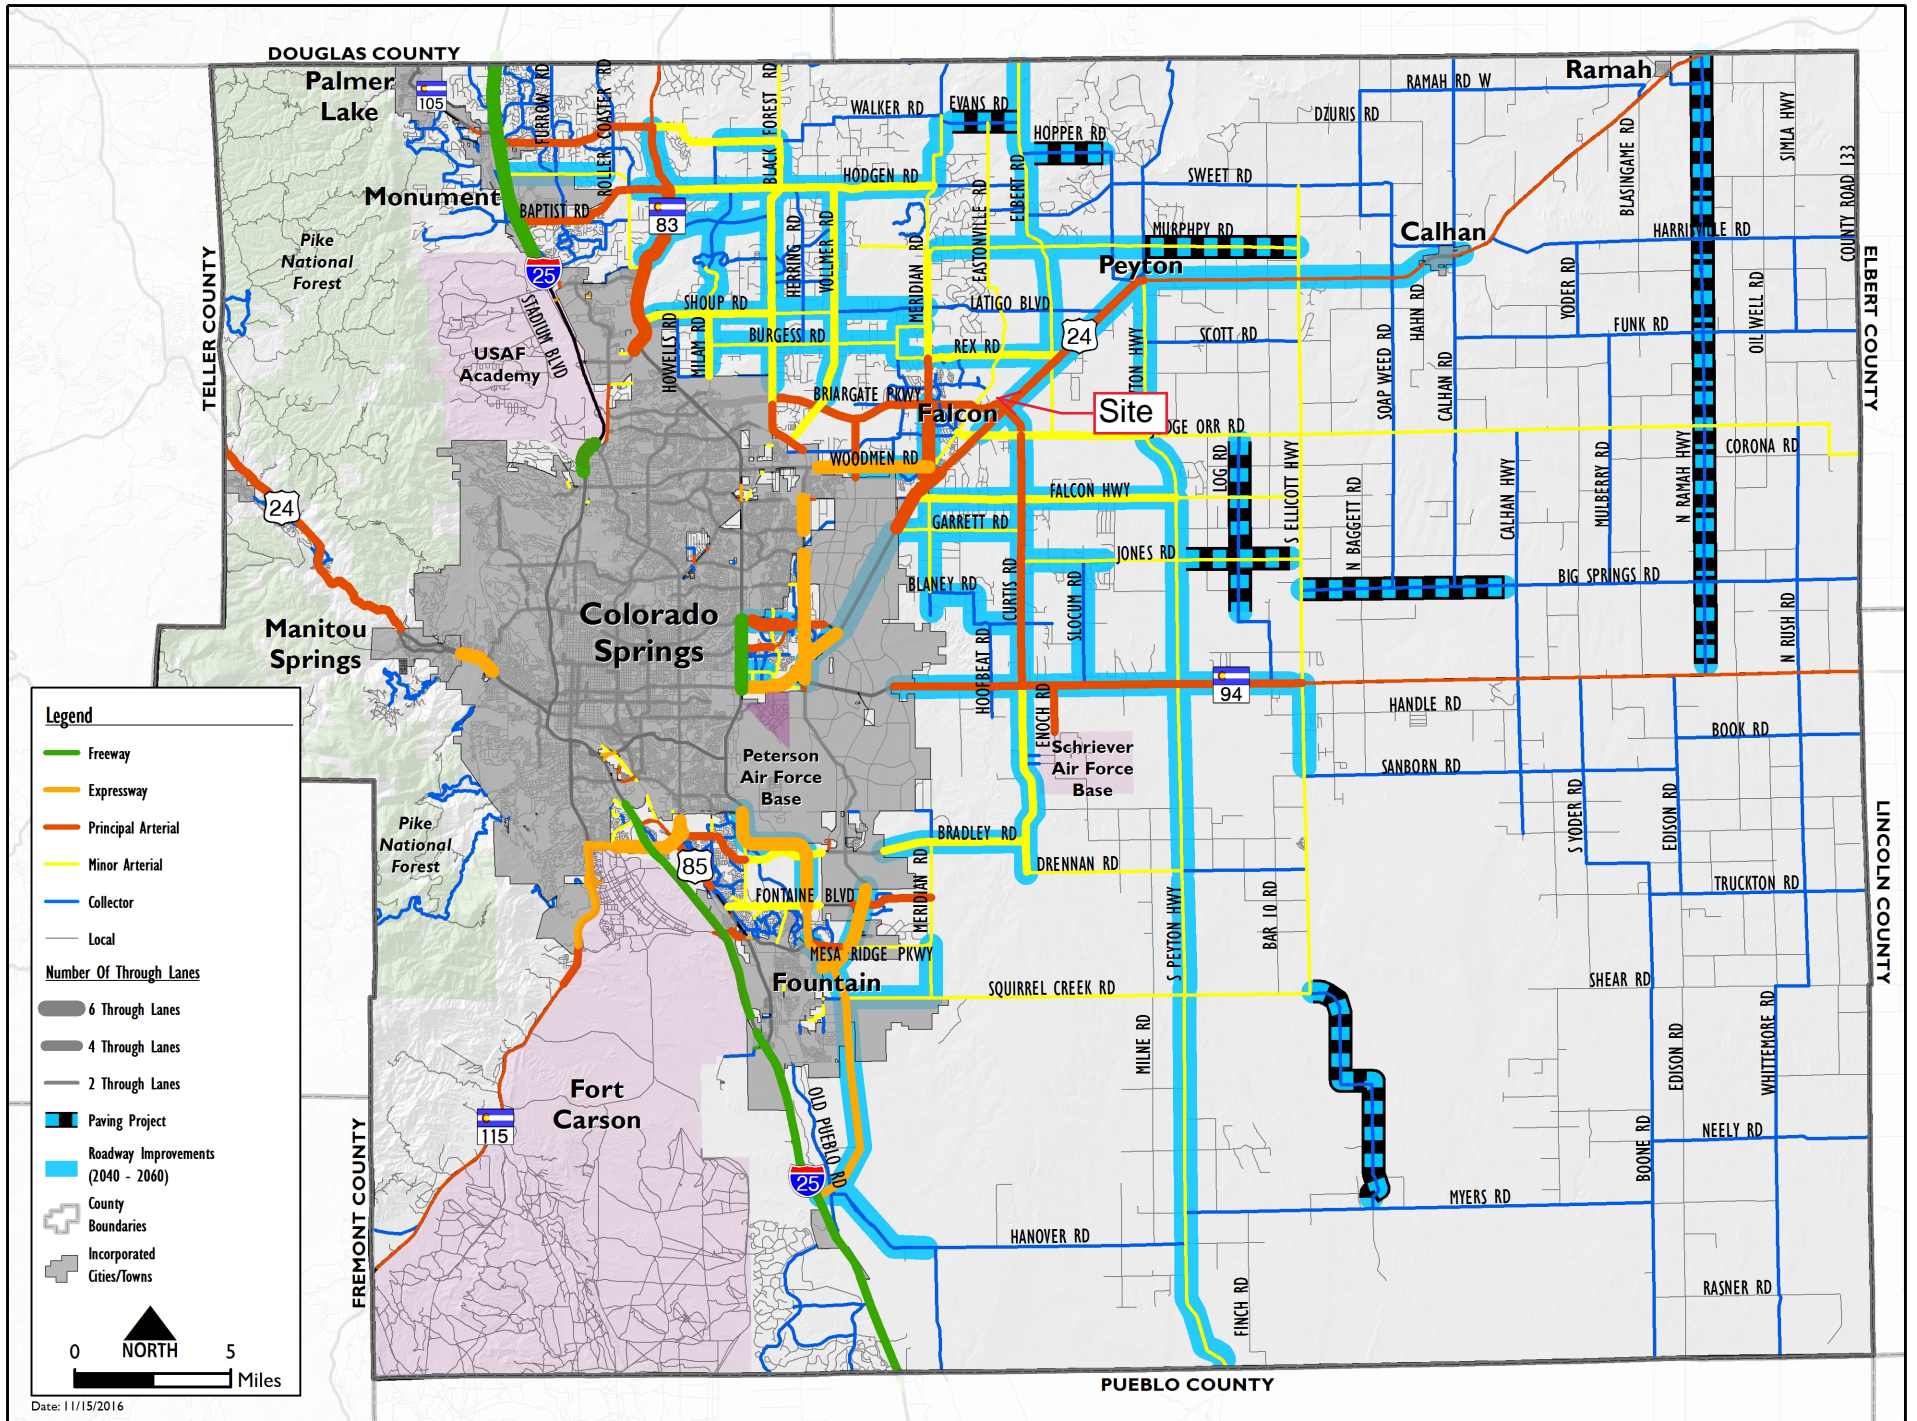 DOUGLAS COUNTY
Palmer
Lake
105
FURROW RD
ROLLER COASTER RD
BLACK FOREST RD
WALKER RD
EVANS RD
HOPPER RD
DZURIS RD
RAMAH RD W
Ramah
BLASINGAME RD
SIMLA HWY
COUNTY ROAD 133
Monument
BAPTIST RD
83
HODGEN RD
SWEET RD
MURPHPY RD
Calhan
HARRISVILLE RD
ELBERT COUNTY
Pike
National
Forest
25
STADIUM BLVD
HERRING RD
VOLLMER RD
MERIDIAN RD
EASTONVILLE RD
ELBERT RD
Peyton
LATIGO BLVD
YODER RD
OIL WELL RD
TELLER COUNTY
USAF
Academy
SHOUP RD
HOWELLS RD
MILAM RD
BURGESS RD
REX RD
24
TON HWY
SCOTT RD
FUNK RD
SOAP WEED RD
HAHN RD
CALHAN RD
BRIARGATE PKWY
Falcon
Site
DGE ORR RD
CORONA RD
24
WOODMEN RD
FALCON HWY
LOG RD
S ELLICOTT HWY
N BAGGETT RD
CALHAN HWY
MULBERRY RD
N RAMAH HWY
GARRETT RD
JONES RD
BLANEY RD
CURTIS RD
SLOCUM RD
BIG SPRINGS RD
Colorado
Springs
Manitou
Springs
HOOFBEAT RD
N RUSH RD
94
ENOCH RD
Schriever
Air Force
Base
HANDLE RD
BOOK RD
SANBORN RD
Peterson
Air Force
Base
S YODER RD
EDISON RD
LINCOLN COUNTY
Pike
National
Forest
85
BRADLEY RD
DRENNAN RD
FONTAINE BLVD
MERIDIAN RD
TRUCKTON RD
BAR 10 RD
S PEYTON HWY
MESA RIDGE PKWY
Fountain
SQUIRREL CREEK RD
SHEAR RD
MILNE RD
EDISON RD
WHITTEMORE RD
Fort
Carson
115
OLD PUEBLO RD
25
BOONE RD
NEELY RD
MYERS RD
HANOVER RD
FREMONT COUNTY
FINCH RD
RASNER RD
PUEBLO COUNTY
Legend
Freeway
Expressway
Principal Arterial
Minor Arterial
Collector
Local
Number Of Through Lanes
6 Through Lanes
4 Through Lanes
2 Through Lanes
Paving Project
Roadway Improvements
(2040 - 2060)
County
Boundaries
Incorporated
Cities/Towns
NORTH
0 5
Miles
Date: 11/15/2016